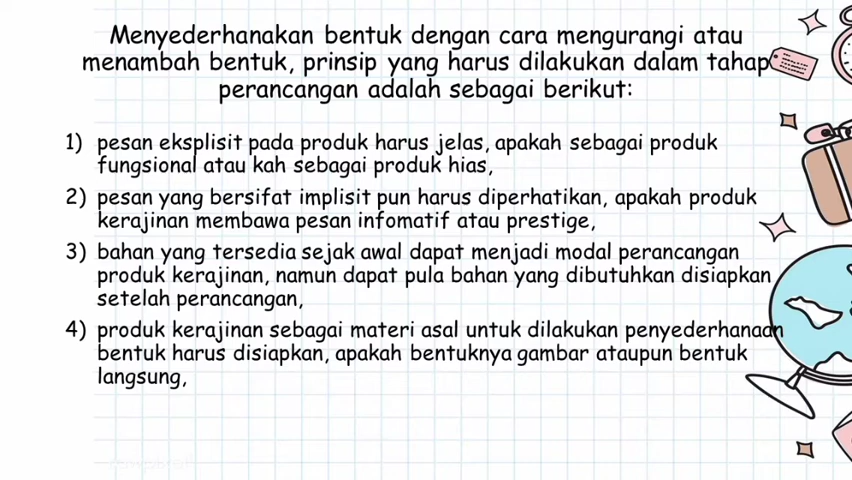 Menyederhanakan bentuk dengan cara mengurangi atau
menambah bentuk, prinsip yang harus dilakukan dalam tahap
perancangan adalah sebagai berikut:
1) pesan eksplisit pada produk harus jelas, apakah sebagai produk
fungsional atau kah sebagai produk hias,
2) pesan yang bersifat implisit pun harus diperhatikan, apakah produk
kerajinan membawa pesan infomatif atau prestige,
3) bahan yang tersedia sejak awal dapat menjadi modal perancangan
produk kerajinan, namun dapat pula bahan yang dibutuhkan disiapkan
setelah perancangan,
4) produk kerajinan sebagai materi asal untuk dilakukan penyederhanaan
bentuk harus disiapkan, apakah bentuknya gambar ataupun bentuk
langsung,